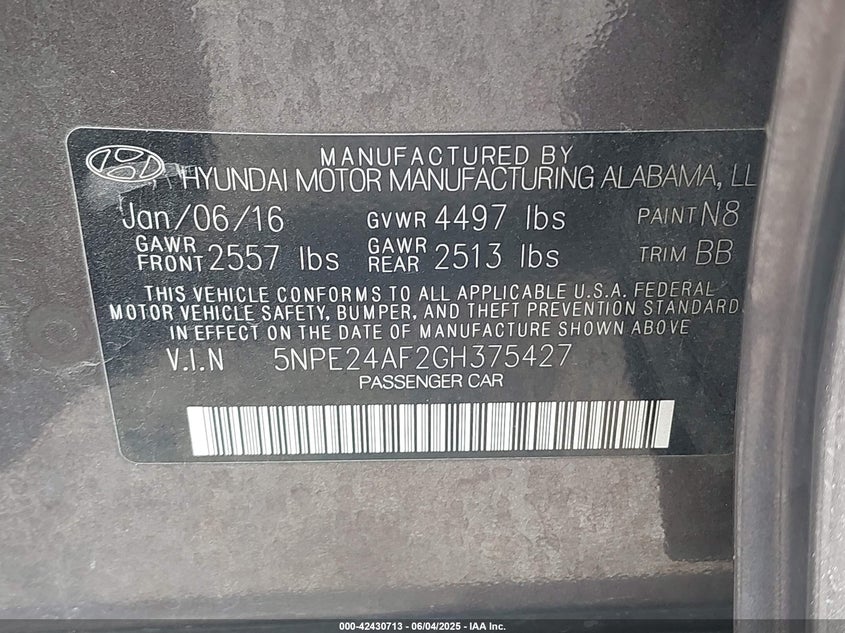 MANUFACTURED BY
HYUNDAI MOTOR MANUFACTURING ALABAMA, LL
Jan/06/16 GVWR 4497 lbs PAINT N8
GAWR FRONT 2557 lbs GAWR REAR 2513 lbs TRIM BB
THIS VEHICLE CONFORMS TO ALL APPLICABLE U.S.A. FEDERAL
MOTOR VEHICLE SAFETY, BUMPER, AND THEFT PREVENTION STANDARD
IN EFFECT ON THE DATE OF MANUFACTURE SHOWN ABOVE
V.I.N 5NPE24AF2GH375427
PASSENGER CAR
000-42430713 - 06/04/2025 - IAA Inc.